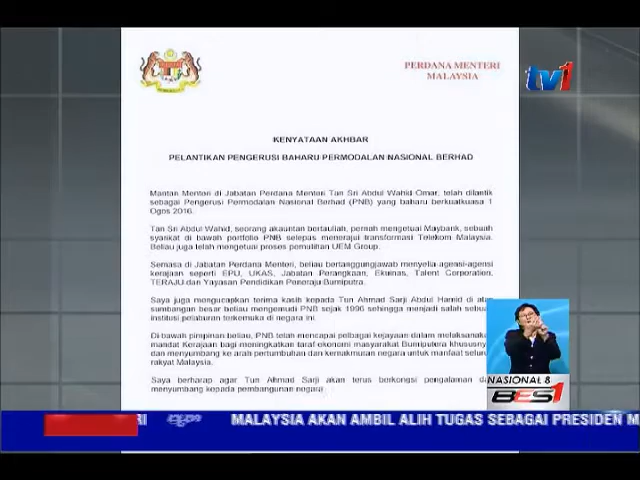 PERDANA MENTERI
MALAYSIA
tv1
KENYATAAN AKHBAR
PELANTIKAN PENGERUSI BAHARU PERMODALAN NASIONAL BERHAD
Mantan Menteri di Jabatan Perdana Menteri Tan Sri Abdul Wahid Omar, telah dilantik
sebagai Pengerusi Permodalan Nasional Berhad (PNB) yang baharu berkuatkuasa 1
Ogos 2016.
Tan Sri Abdul Wahid, seorang akauntan bertauliah, pernah mengetuai Maybank, sebuah
syarikat di bawah portfolio PNB selepas menerajui transformasi Telekom Malaysia.
Beliau juga telah mengetuai proses pemulihan UEM Group.
Semasa di Jabatan Perdana Menteri, beliau bertanggungjawab menyelia agensi-agensi
kerajaan seperti EPU, UKAS, Jabatan Perangkaan, Ekuinas, Talent Corporation,
TERAJU dan Yayasan Pendidikan Peneraju Bumiputra.
Saya juga mengucapkan terima kasih kepada Tun Ahmad Sarji Abdul Hamid di atas
sumbangan besar beliau mengemudi PNB sejak 1996 sehingga menjadi salah sebuah
institusi pelaburan terkemuka di negara ini.
Di bawah pimpinan beliau, PNB telah mencapai pelbagai kejayaan dalam melaksanaka
mandat Kerajaan bagi meningkatkan taraf ekonomi masyarakat Bumiputera khususny
dan menyumbang ke arah pertumbuhan dan kemakmuran negara untuk manfaat seluru
rakyat Malaysia.
Saya berharap agar Tun Ahmad Sarji akan terus berkongsi pengalaman da
menyumbang kepada pembangunan negara
NASIONAL 8
BES1
RI MALAYSIA AKAN AMBIL ALIH TUGAS SEBAGAI PRESIDEN M